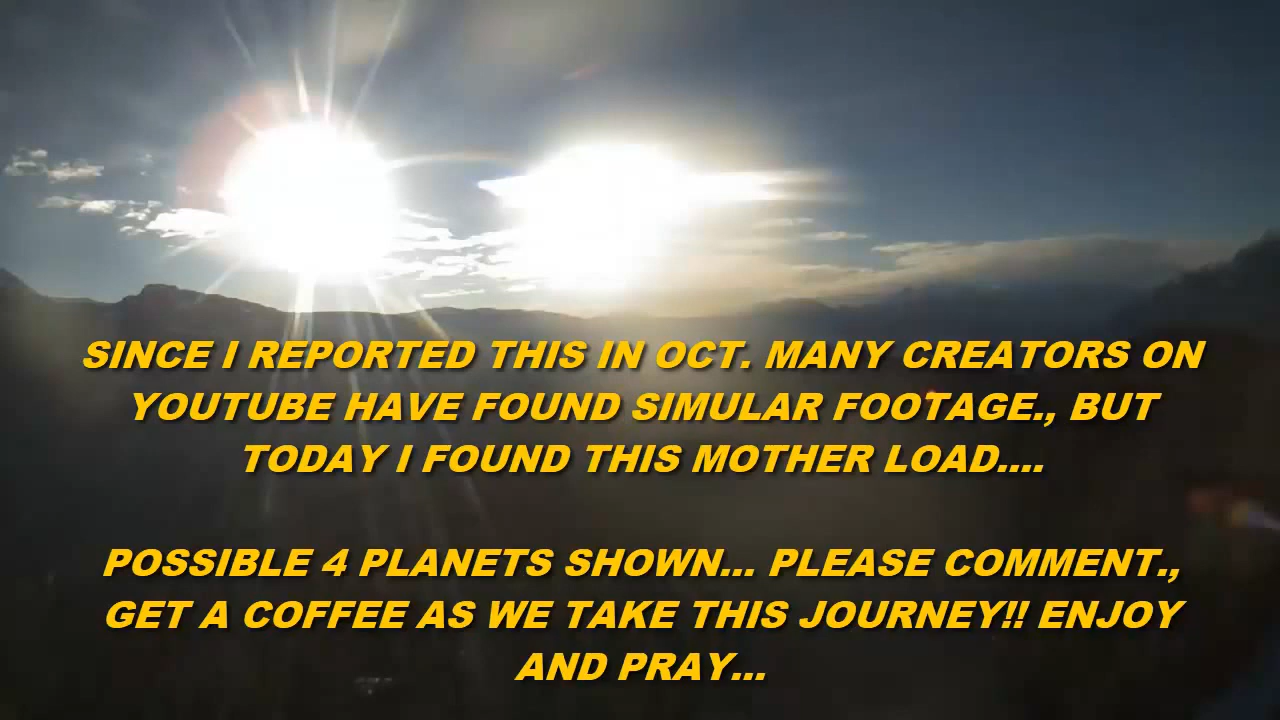 SINCE I REPORTED THIS IN OCT. MANY CREATORS ON
YOUTUBE HAVE FOUND SIMULAR FOOTAGE., BUT
TODAY I FOUND THIS MOTHER LOAD....
POSSIBLE 4 PLANETS SHOWN... PLEASE COMMENT.,
GET A COFFEE AS WE TAKE THIS JOURNEY!! ENJOY
AND PRAY...